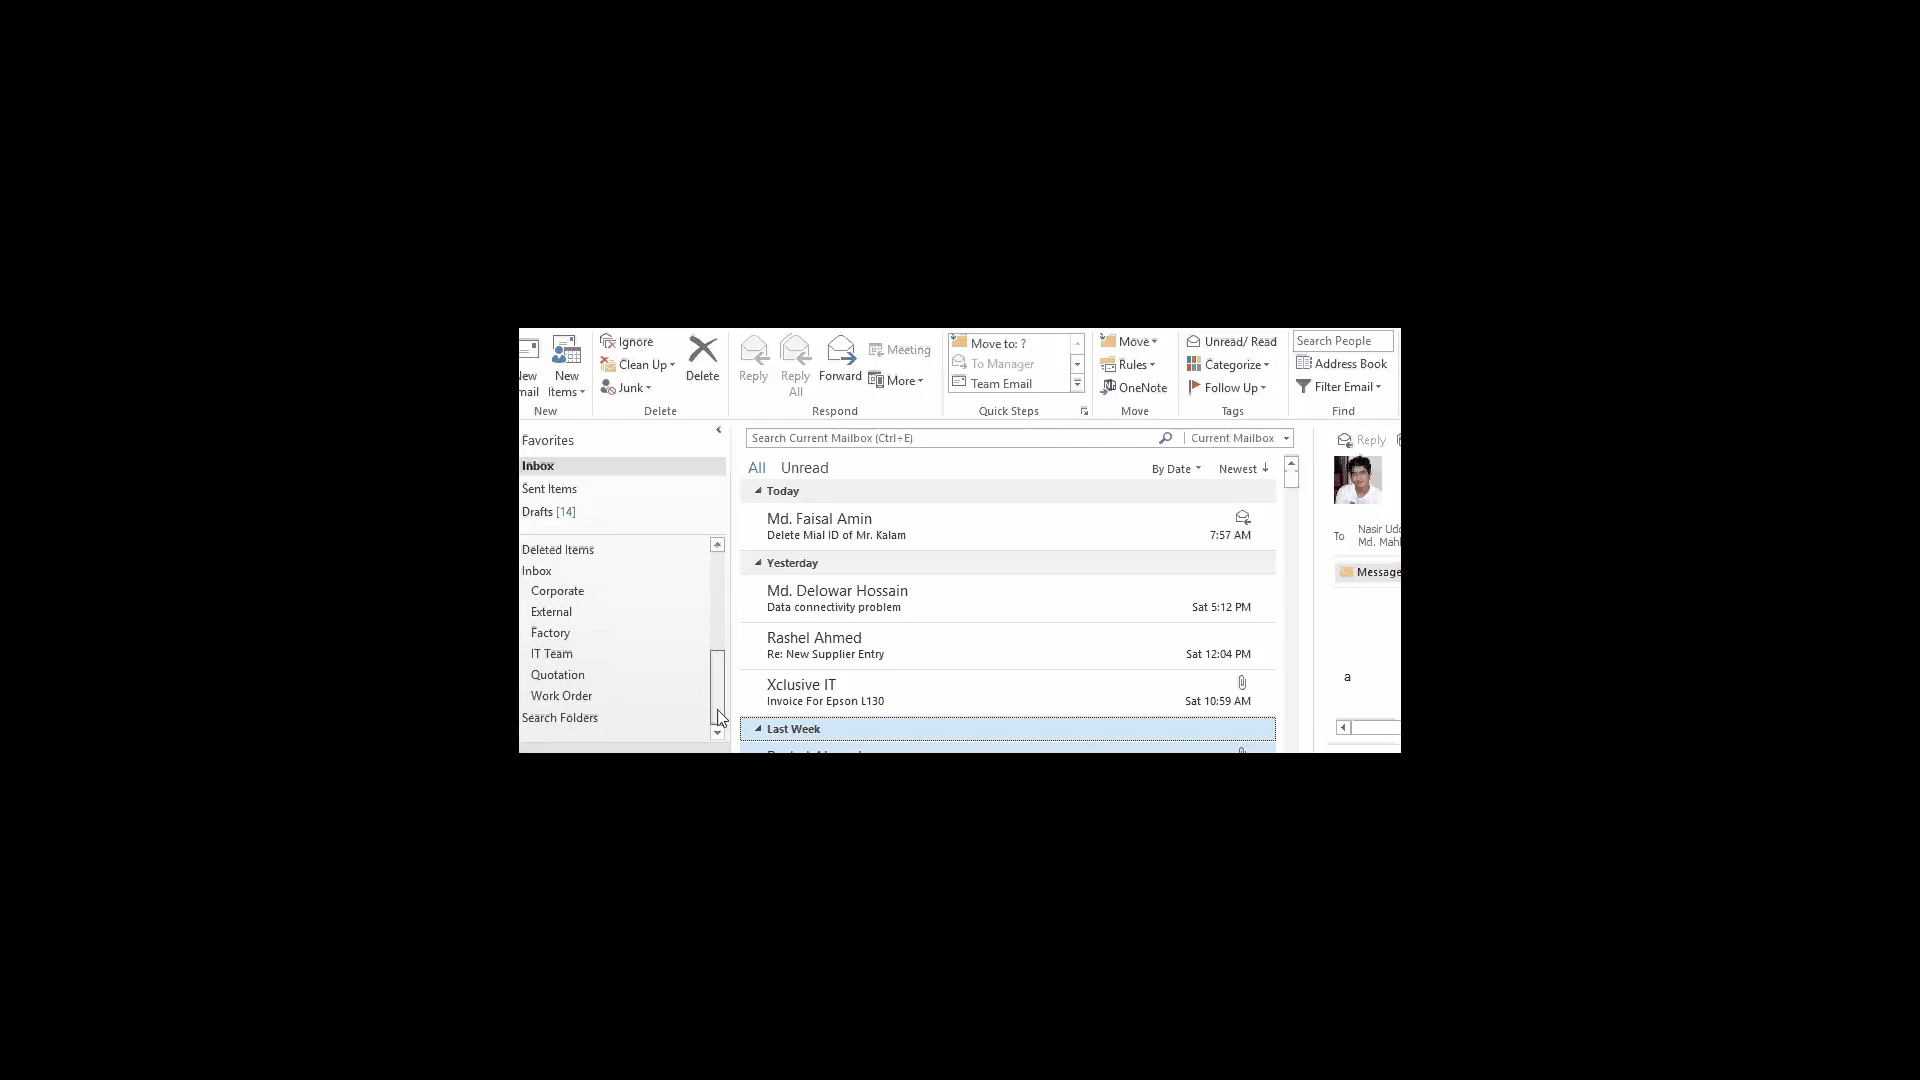 Ignore
Clean Up
Junk
New
Items
Delete
Delete
New
Reply
Reply
All
Forward
Meeting
More
Respond
Move to: ?
To Manager
Team Email
Quick Steps
Move
Rules
OneNote
Move
Unread/ Read
Categorize
Follow Up
Tags
Search People
Address Book
Filter Email
Find
Favorites
Inbox
Sent Items
Drafts [14]
Deleted Items
Inbox
Corporate
External
Factory
IT Team
Quotation
Work Order
Search Folders
Search Current Mailbox (Ctrl+E)
Current Mailbox
All Unread
By Date Newest
Today
Md. Faisal Amin
Delete Mial ID of Mr. Kalam 7:57 AM
Yesterday
Md. Delowar Hossain
Data connectivity problem Sat 5:12 PM
Rashel Ahmed
Re: New Supplier Entry Sat 12:04 PM
Xclusive IT
Invoice For Epson L130 Sat 10:59 AM
Last Week
Reply
To
Nasir Udd
Md. Mah
Message
a